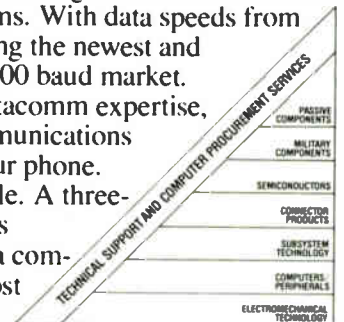 ms. With data speeds from
ng the newest and
00 baud market.
tacomm expertise,
munications
ur phone.
le. A three-
s
a com-
ost
TECHNICAL SUPPORT AND COMPUTER PROCUREMENT SERVICES
PASSIVE
COMPONENTS
MILITARY
COMPONENTS
SEMICONDUCTORS
CONNECTOR
PRODUCTS
SUBSYSTEM
TECHNOLOGY
COMPUTERS/
PERIPHERALS
ELECTROMECHANICAL
TECHNOLOGY